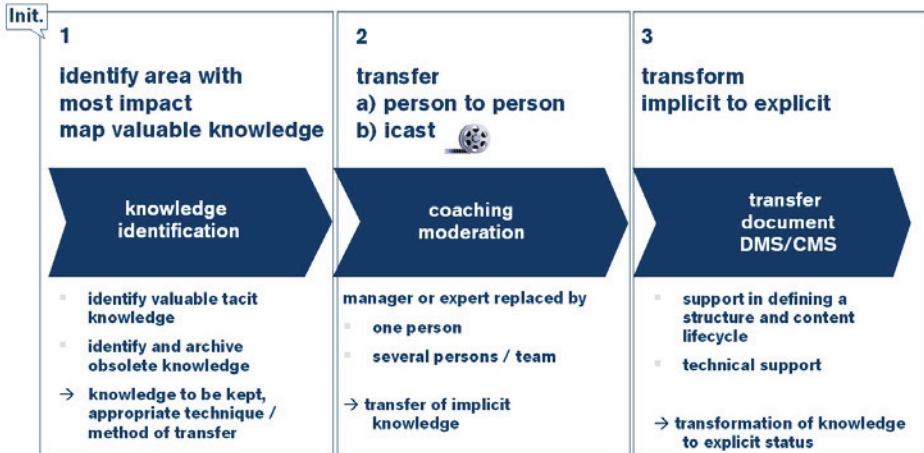 Init.
1
identify area with
most impact
map valuable knowledge
knowledge
identification
identify valuable tacit
knowledge
identify and archive
obsolete knowledge
→ knowledge to be kept,
appropriate technique /
method of transfer
2
transfer
a) person to person
b) icast
coaching
moderation
manager or expert replaced by
one person
several persons / team
→ transfer of implicit
knowledge
3
transform
implicit to explicit
transfer
document
DMS/CMS
support in defining a
structure and content
lifecycle
technical support
→ transformation of knowledge
to explicit status